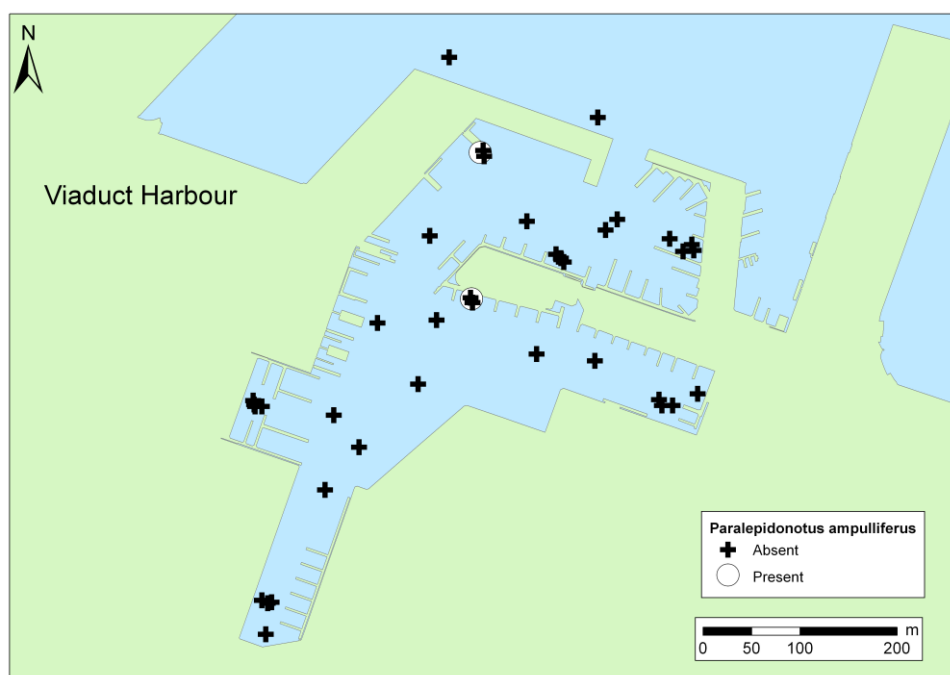 N
Viaduct Harbour
Paralepidonotus ampulliferus
Absent
Present
m
0 50 100 200